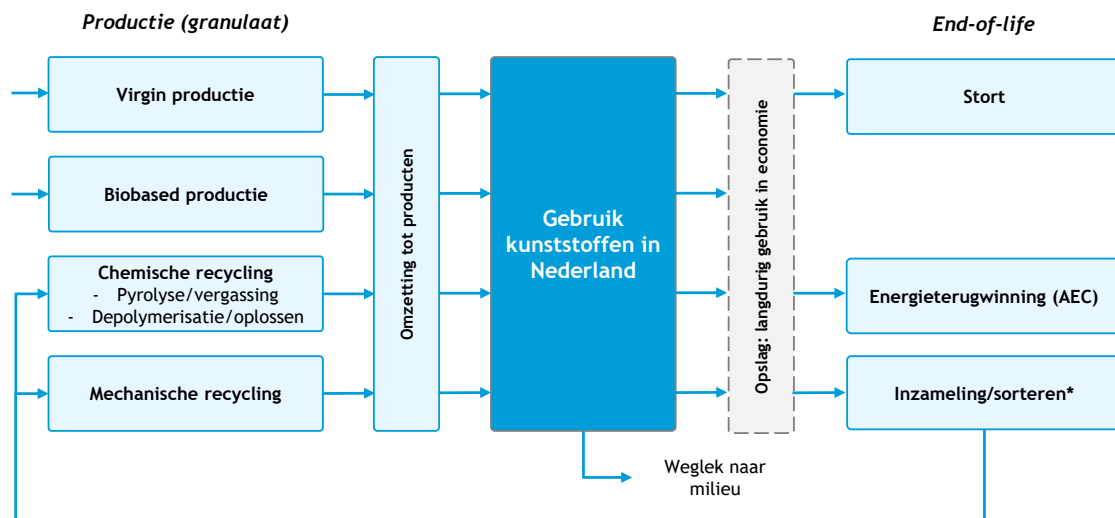 Productie (granulaat)
End-of-life
Virgin productie
Biobased productie
Chemische recycling
- Pyrolyse/vergassing
- Depolymerisatie/oplossen
Mechanische recycling
Omzetting tot producten
Gebruik
kunststoffen in
Nederland
Opslag: langdurig gebruik in economie
Stort
Energieterugwinning (AEC)
Inzameling/sorteren*
Weglek naar
milieu